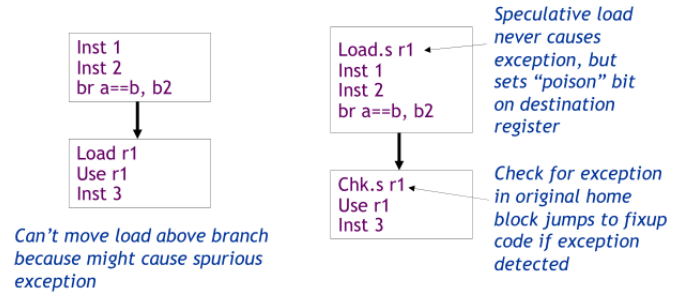 Inst 1
Inst 2
br a==b, b2
Load r1
Use r1
Inst 3
Can't move load above branch
because might cause spurious
exception
Load.s r1
Inst 1
Inst 2
br a==b, b2
Chk.s r1
Use r1
Inst 3
Speculative load
never causes
exception, but
sets “poison” bit
on destination
register
Check for exception
in original home
block jumps to fixup
code if exception
detected